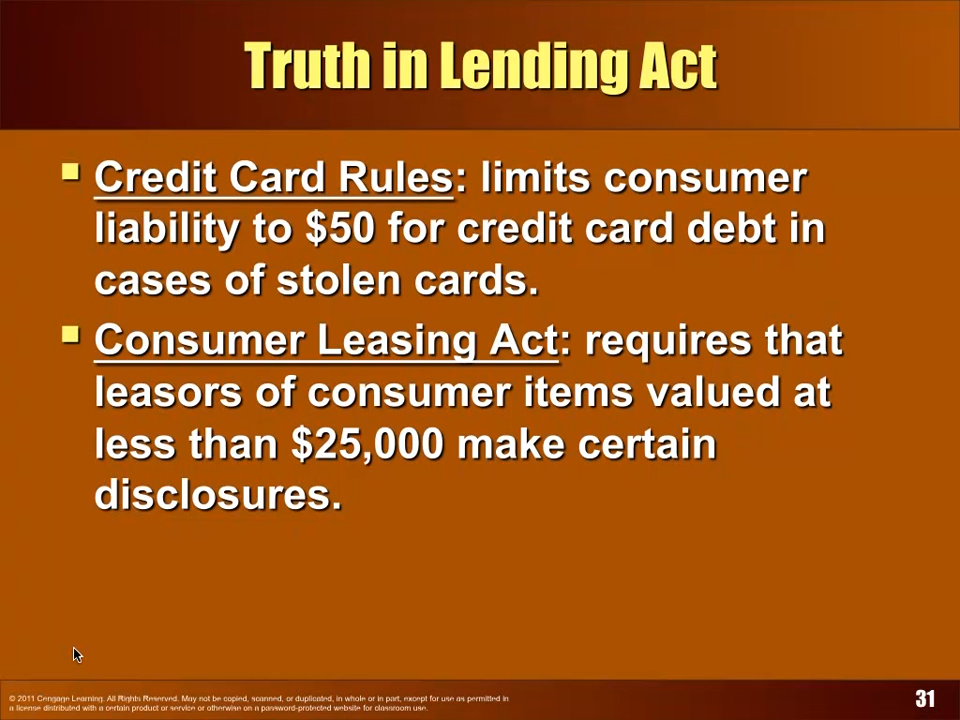 Truth in Lending Act
Credit Card Rules: limits consumer
liability to $50 for credit card debt in
cases of stolen cards.
Consumer Leasing Act: requires that
leasors of consumer items valued at
less than $25,000 make certain
disclosures.
© 2011 Cengage Learning. All Rights Reserved. May not be copied, scanned, or duplicated, in whole or in part, except for use as permitted in
a license distributed with a certain product or service or otherwise on a password-protected website for classroom use.
31